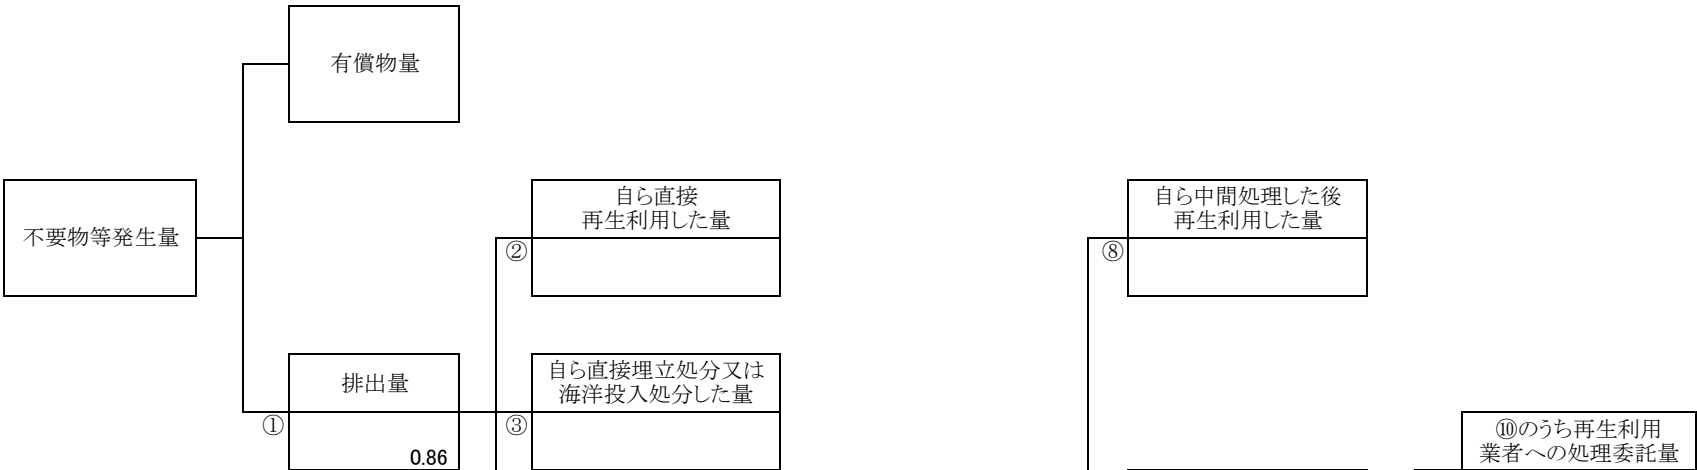 有償物量
不要物等発生量
自ら直接
再生利用した量
②
自ら中間処理した後
再生利用した量
⑧
排出量
①
0.86
自ら直接埋立処分又は
海洋投入処分した量
③
⑩のうち再生利用
業者への処理委託量